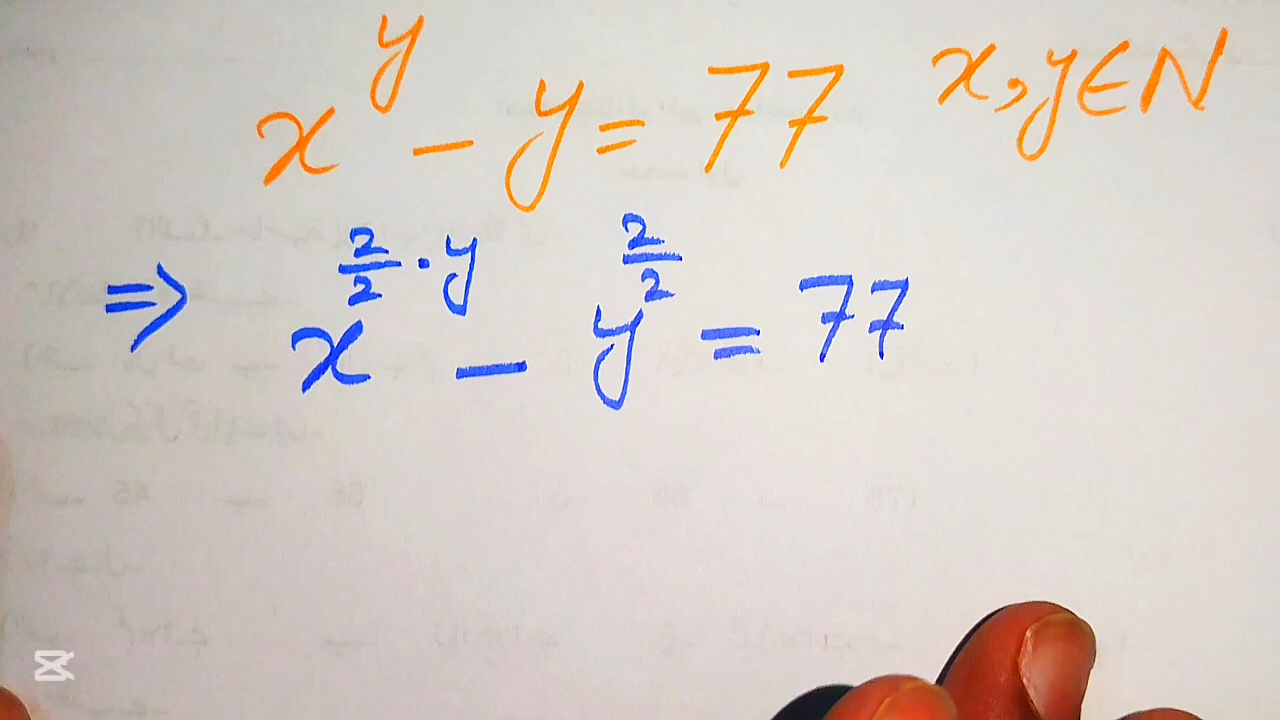 x^y - y = 77 x, y ∈ N
⇒ x^(2/2 · y) - y^(2/2) = 77